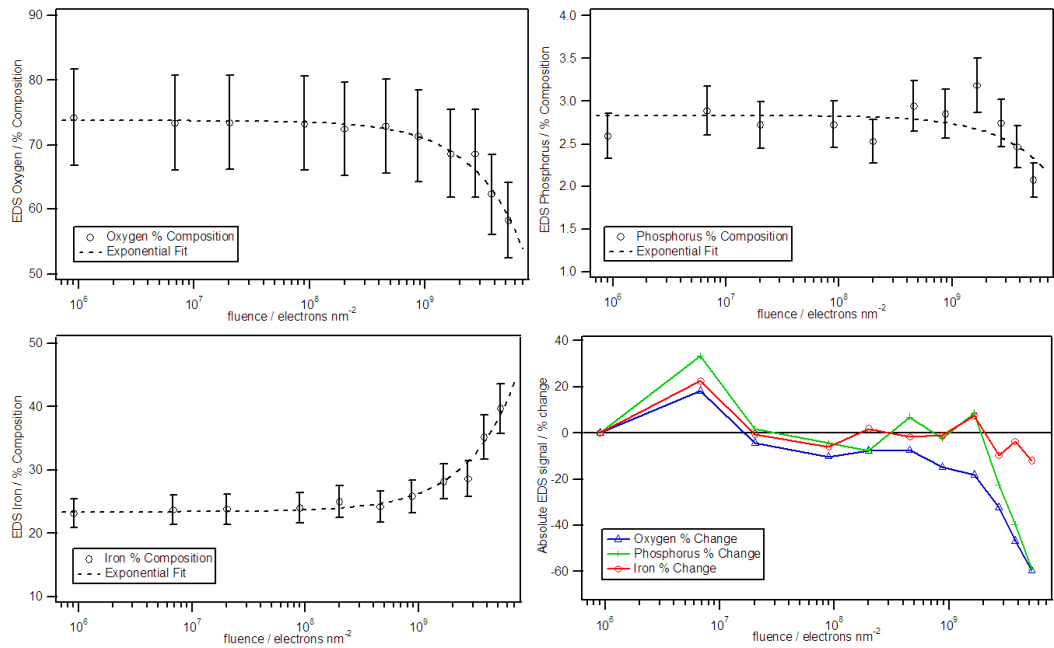 90
80
70
60
50
EDS Oxygen / % Composition
Oxygen % Composition
Exponential Fit
10^6
10^7
10^8
10^9
fluence / electrons nm^-2
4.0
3.5
3.0
2.5
2.0
1.5
1.0
EDS Phosphorus / % Composition
Phosphorus % Composition
Exponential Fit
10^6
10^7
10^8
10^9
fluence / electrons nm^-2
50
40
30
20
10
EDS Iron / % Composition
Iron % Composition
Exponential Fit
10^6
10^7
10^8
10^9
fluence / electrons nm^-2
40
20
0
-20
-40
-60
Absolute EDS signal / % change
Oxygen % Change
Phosphorus % Change
Iron % Change
10^6
10^7
10^8
10^9
fluence / electrons nm^-2